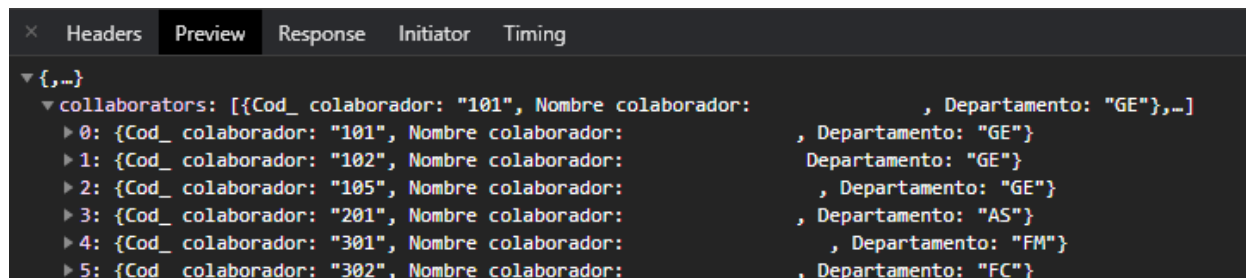 × Headers Preview Response Initiator Timing
▼{,…}
▼collaborators: [{Cod_ colaborador: "101", Nombre colaborador: , Departamento: "GE"},…]
▶0: {Cod_ colaborador: "101", Nombre colaborador: , Departamento: "GE"}
▶1: {Cod_ colaborador: "102", Nombre colaborador: Departamento: "GE"}
▶2: {Cod_ colaborador: "105", Nombre colaborador: , Departamento: "GE"}
▶3: {Cod_ colaborador: "201", Nombre colaborador: , Departamento: "AS"}
▶4: {Cod_ colaborador: "301", Nombre colaborador: , Departamento: "FM"}
▶5: {Cod_ colaborador: "302", Nombre colaborador: , Departamento: "FC"}